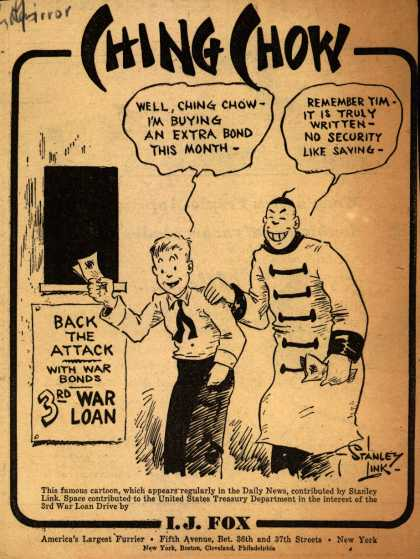 Mirror
CHING CHOW
WELL, CHING CHOW-
I'M BUYING
AN EXTRA BOND
THIS MONTH-
REMEMBER TIM-
IT IS TRULY
WRITTEN-
NO SECURITY
LIKE SAVING-
BACK
THE
ATTACK
WITH WAR
BONDS
3RD WAR
LOAN
STANLEY
LINK-
This famous cartoon, which appears regularly in the Daily News, contributed by Stanley
Link. Space contributed to the United States Treasury Department in the interest of the
3rd War Loan Drive by
I. J. FOX
America's Largest Furrier • Fifth Avenue, Bet. 36th and 37th Streets • New York
New York, Boston, Cleveland, Philadelphia